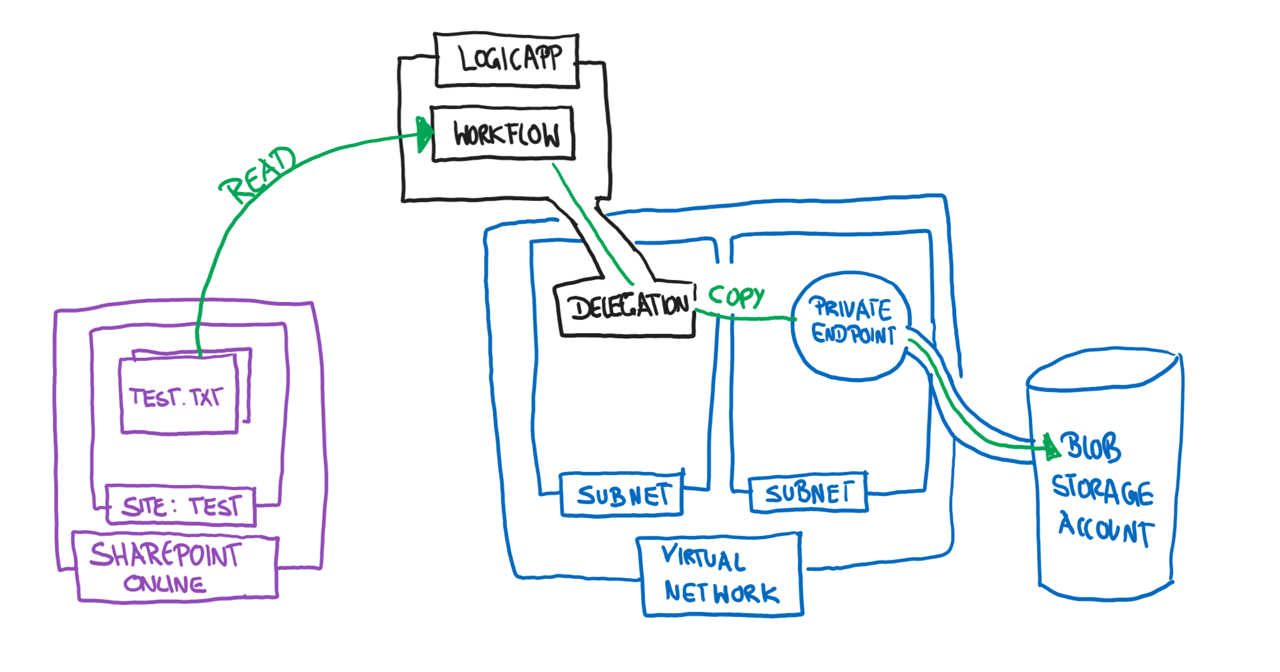 LOGICAPP
WORKFLOW
READ
DELEGATION
COPY
PRIVATE
ENDPOINT
TEST.TXT
SITE: TEST
SHAREPOINT
ONLINE
SUBNET
SUBNET
VIRTUAL
NETWORK
BLOB
STORAGE
ACCOUNT